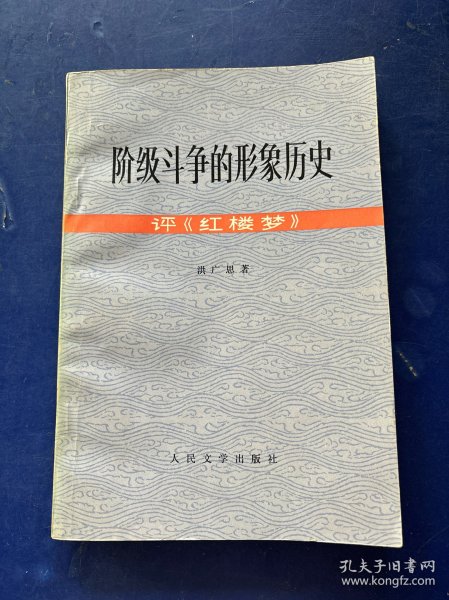 阶级斗争的形象历史
评《红楼梦》
洪广思著
人民文学出版社
孔夫子旧书网
www.kongfz.com